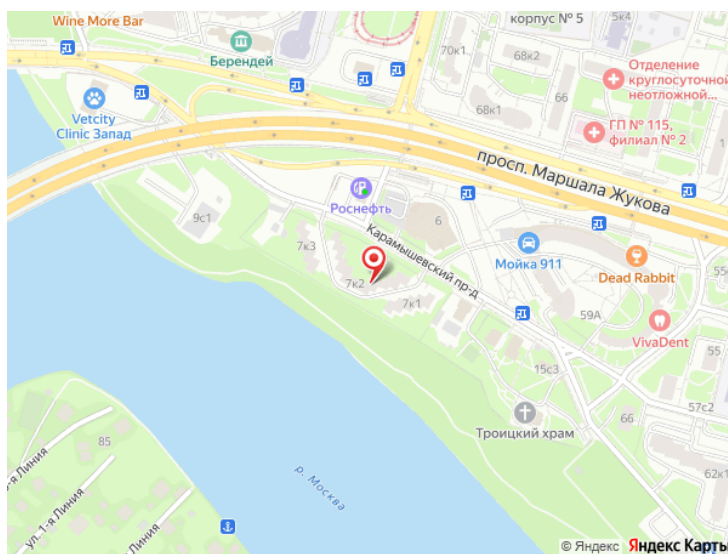 Wine More Bar
корпус № 5
5к4
70к1
68к2
Берендей
Отделение
круглосуточной
неотложной...
66
68к1
Vetcity
Clinic Запад
ГП № 115,
филиал № 2
просп. Маршала Жукова
Роснефть
9с1
6
7к3
Карамышевский пр-д
Мойка 911
Dead Rabbit
7к2
7к1
59А
VivaDent
55
15с3
57с2
Троицкий храм
66
85
62к1
р. Москва
я Линия
ул. 1-я Линия
© Яндекс Яндекс Карты